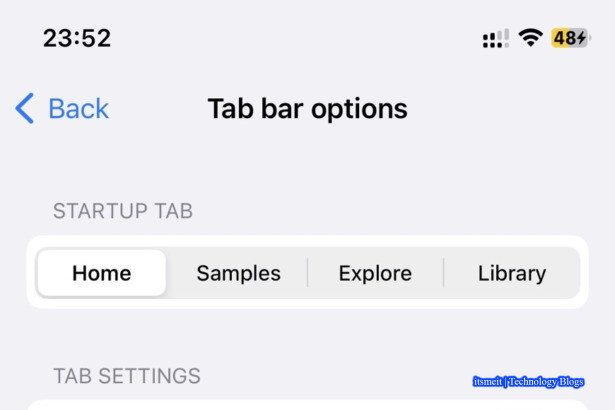 23:52
48
Back
Tab bar options
STARTUP TAB
Home Samples Explore Library
TAB SETTINGS
itsmeit | Technology Blogs